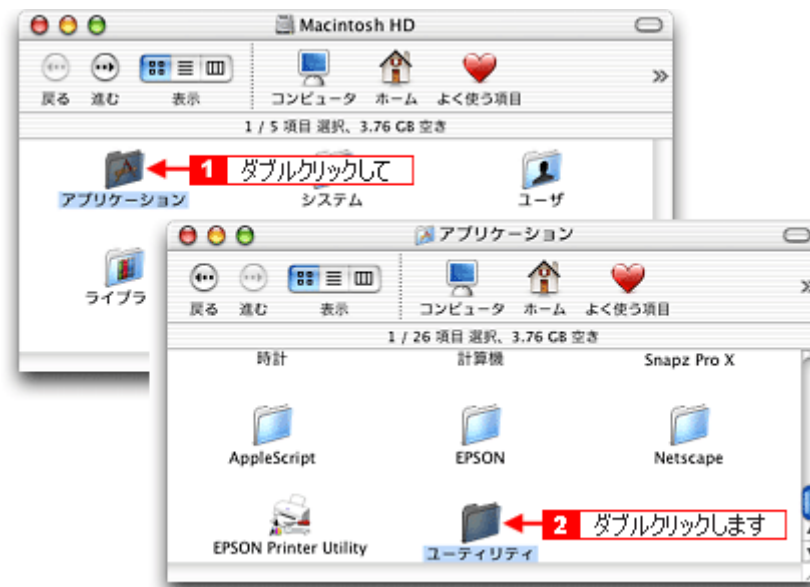 Macintosh HD
戻る 進む 表示 コンピュータ ホーム よく使う項目
1 / 5 項目 選択、3.76 GB 空き
1 ダブルクリックして
アプリケーション システム ユーザ
ライブラ
アプリケーション
戻る 進む 表示 コンピュータ ホーム よく使う項目
1 / 26 項目 選択、3.76 GB 空き
時計 計算機 Snapz Pro X
AppleScript EPSON Netscape
2 ダブルクリックします
EPSON Printer Utility ユーティリティ